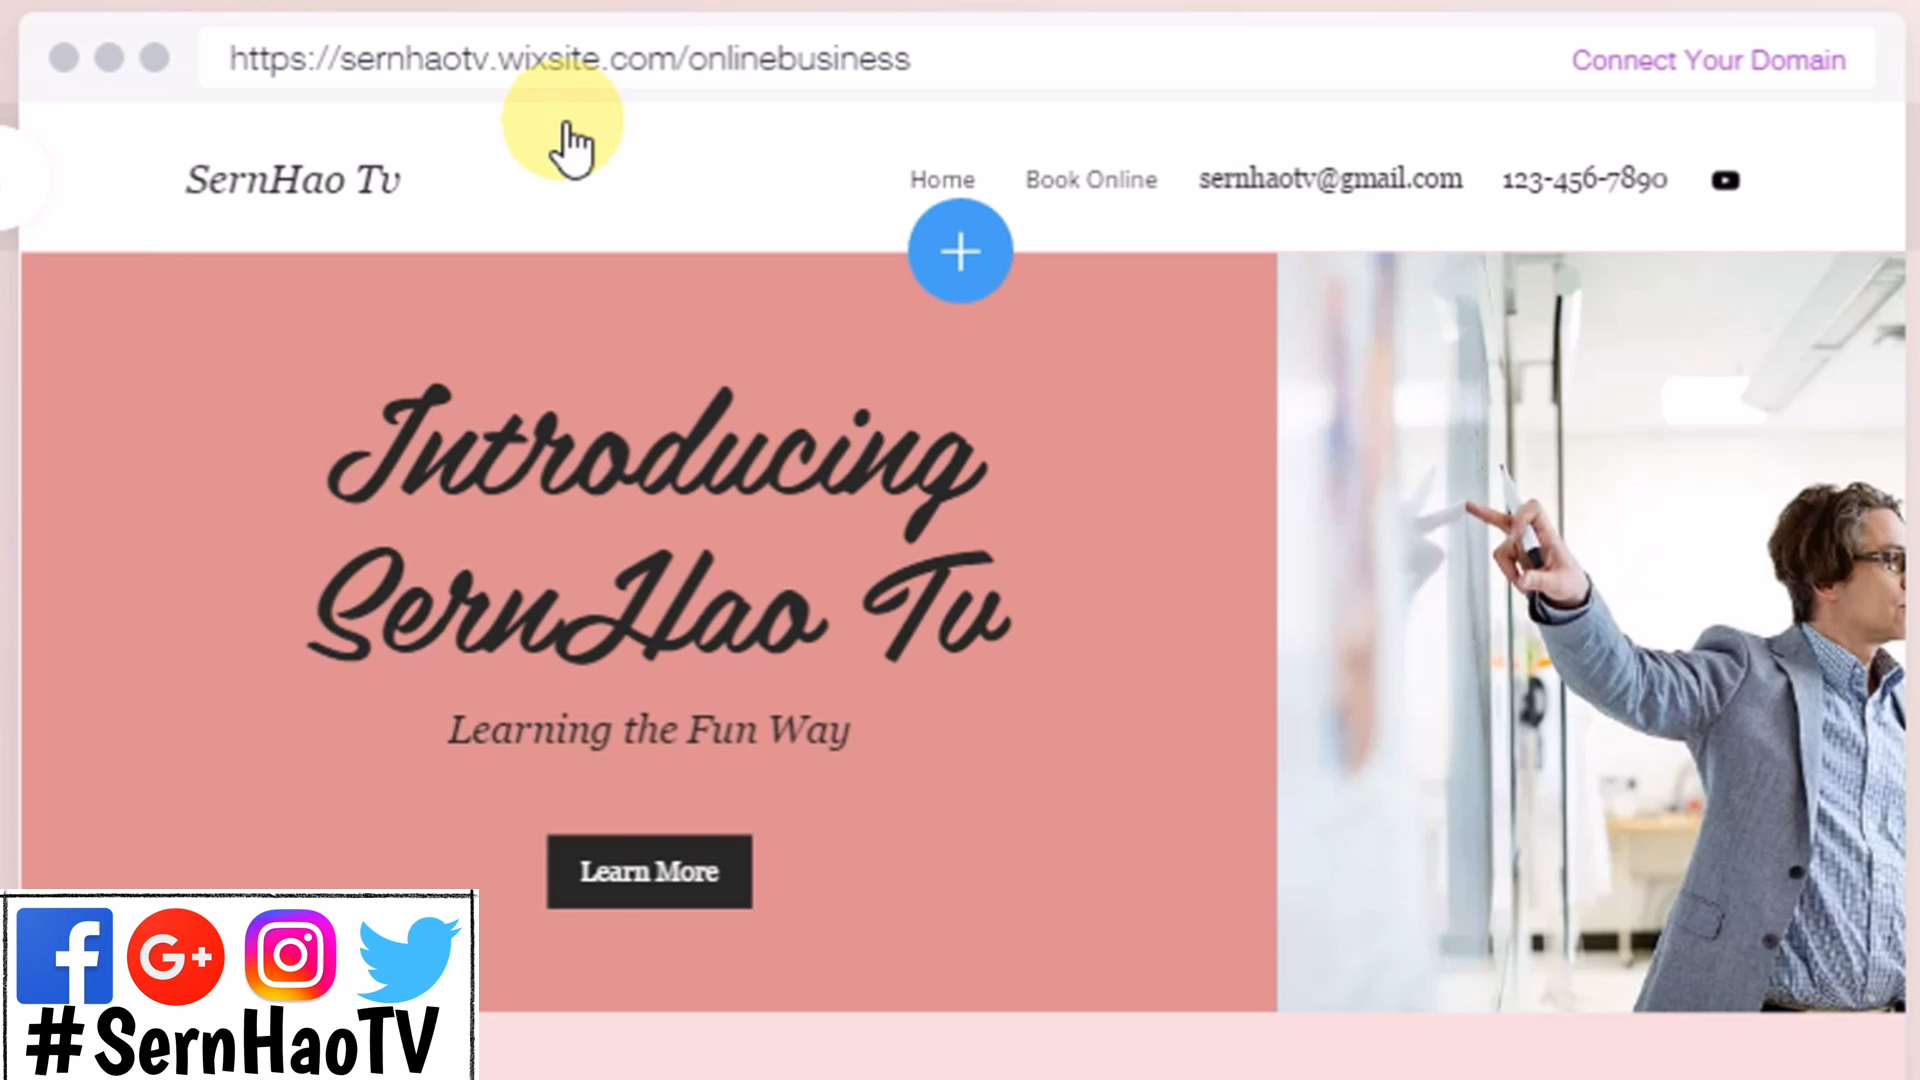 https://sernhaotv.wixsite.com/onlinebusiness
Connect Your Domain
SernHao Tv
Home
Book Online
sernhaotv@gmail.com
123-456-7890
Introducing
SernHao Tv
Learning the Fun Way
Learn More
f G+
#SernHaoTV